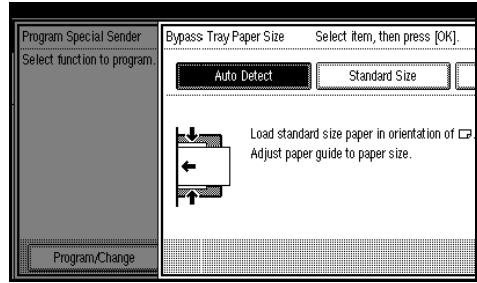 Program Special Sender
Select function to program.
Program/Change
Bypass Tray Paper Size Select item, then press [OK].
Auto Detect Standard Size
Load standard size paper in orientation of
Adjust paper guide to paper size.